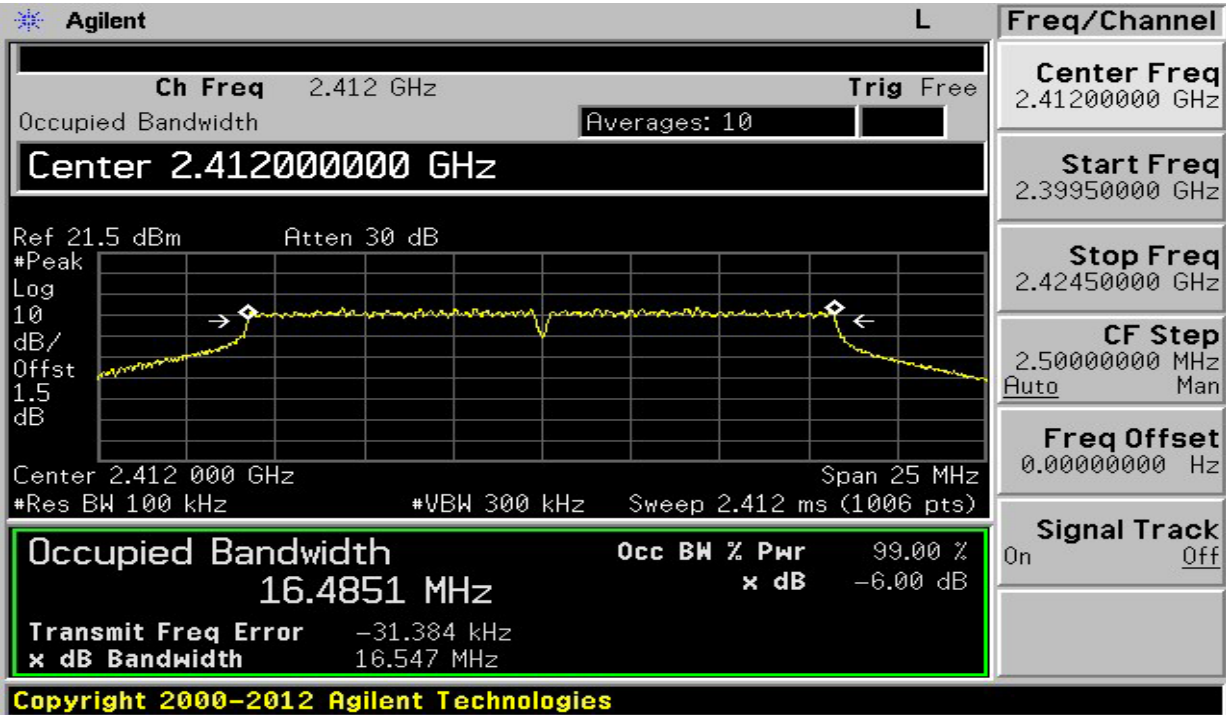 Agilent
L
Freq/Channel
Ch Freq 2.412 GHz
Trig Free
Occupied Bandwidth
Averages: 10
Center 2.412000000 GHz
Ref 21.5 dBm
Atten 30 dB
#Peak
Log
10
dB/
Offst
1.5
dB
Center 2.412 000 GHz
Span 25 MHz
#Res BW 100 kHz
#VBW 300 kHz
Sweep 2.412 ms (1006 pts)
Occupied Bandwidth
16.4851 MHz
Occ BW % Pwr 99.00 %
x dB -6.00 dB
Transmit Freq Error -31.384 kHz
x dB Bandwidth 16.547 MHz
Center Freq
2.41200000 GHz
Start Freq
2.39950000 GHz
Stop Freq
2.42450000 GHz
CF Step
2.50000000 MHz
Auto Man
Freq Offset
0.00000000 Hz
Signal Track
On Off
Copyright 2000-2012 Agilent Technologies